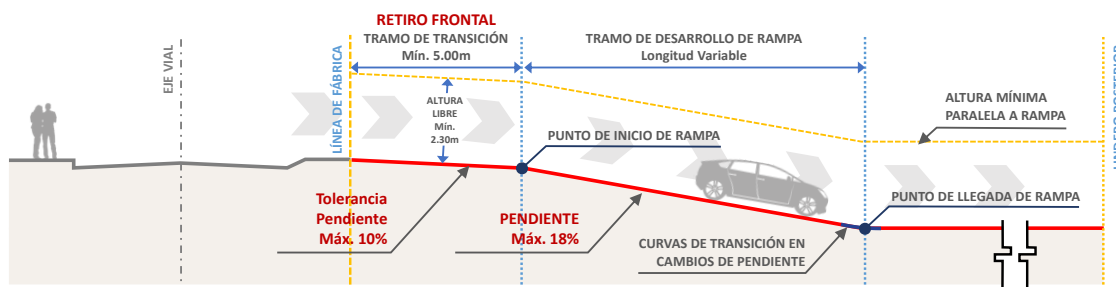 RETIRO FRONTAL
TRAMO DE TRANSICIÓN
Mín. 5.00m
TRAMO DE DESARROLLO DE RAMPA
Longitud Variable
EJE VIAL
LÍNEA DE FÁBRICA
ALTURA
LIBRE
Mín.
2.30m
ALTURA MÍNIMA
PARALELA A RAMPA
PUNTO DE INICIO DE RAMPA
PUNTO DE LLEGADA DE RAMPA
Tolerancia
Pendiente
Máx. 10%
PENDIENTE
Máx. 18%
CURVAS DE TRANSICIÓN EN
CAMBIOS DE PENDIENTE